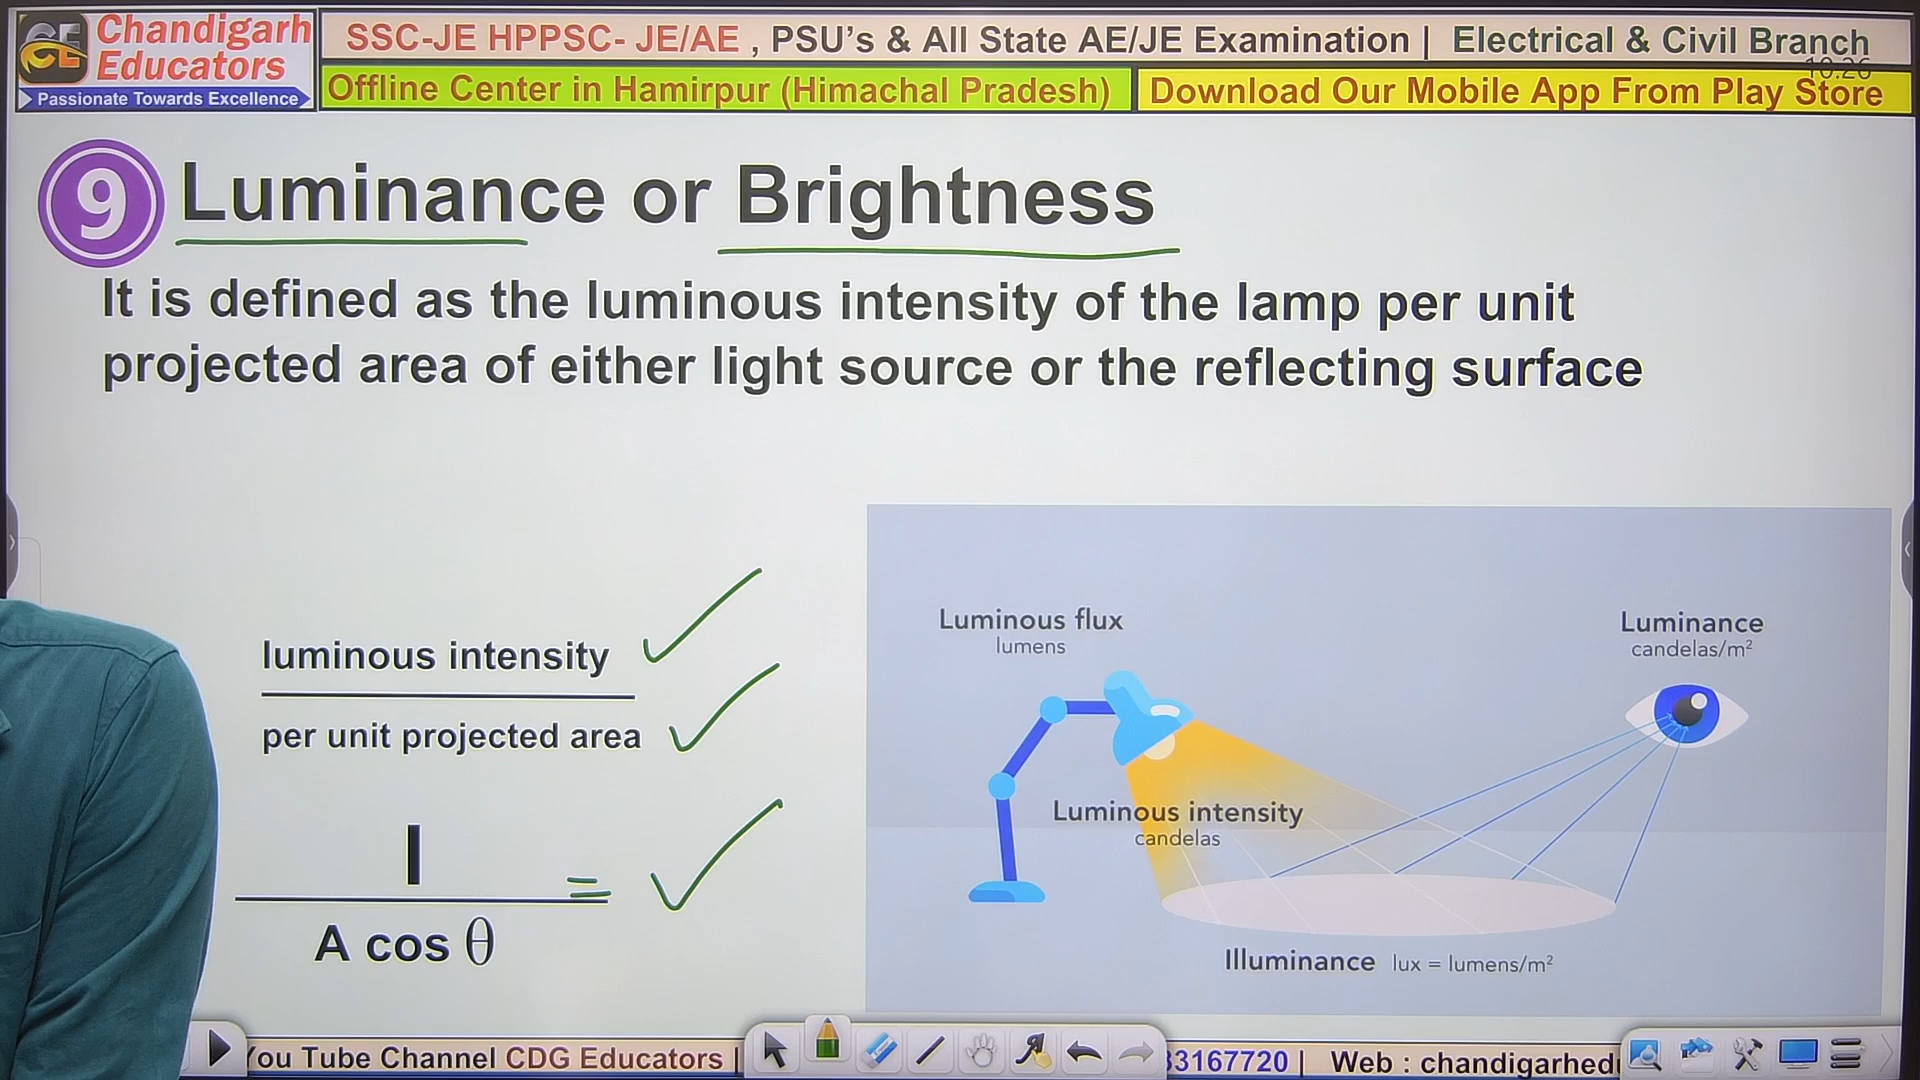 Chandigarh
Educators
Passionate Towards Excellence
SSC-JE HPPSC- JE/AE , PSU's & All State AE/JE Examination | Electrical & Civil Branch
10:26
Offline Center in Hamirpur (Himachal Pradesh)
Download Our Mobile App From Play Store
9 Luminance or Brightness
It is defined as the luminous intensity of the lamp per unit
projected area of either light source or the reflecting surface
luminous intensity
per unit projected area
I
=
A cos θ
Luminous flux
lumens
Luminance
candelas/m²
Luminous intensity
candelas
Illuminance lux = lumens/m²
You Tube Channel CDG Educators |
33167720 | Web : chandigarhed